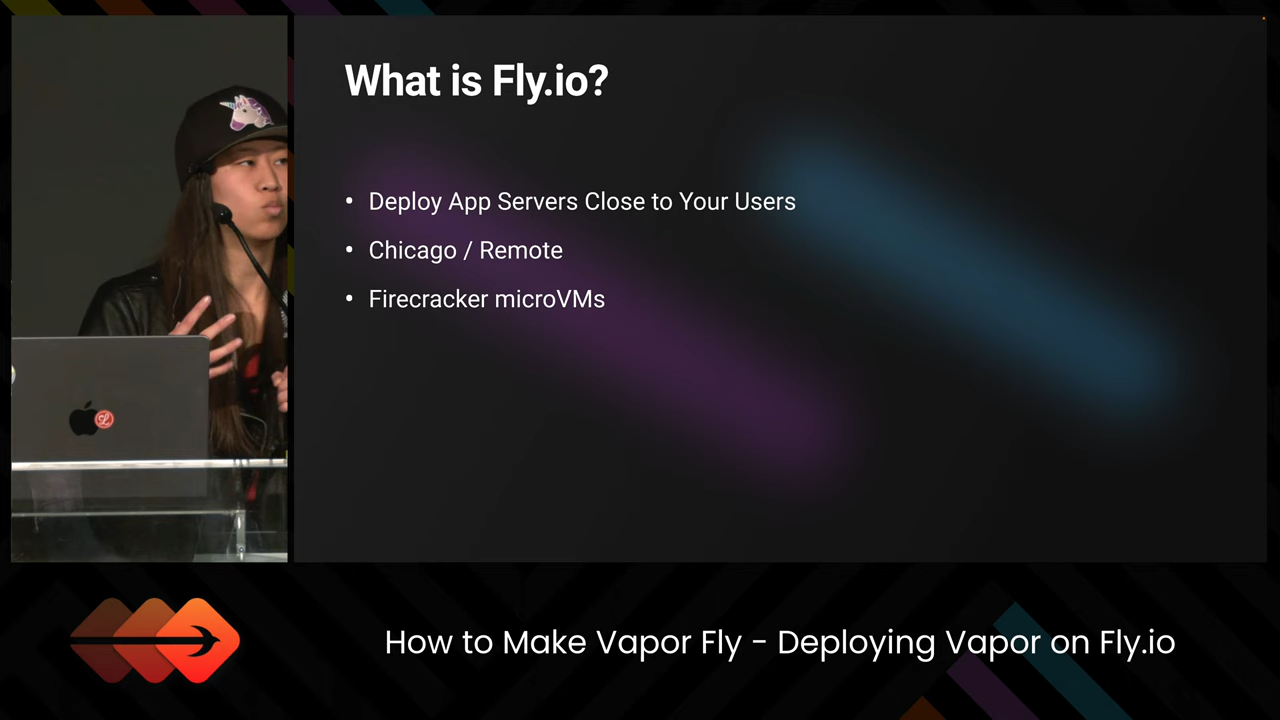 What is Fly.io?
• Deploy App Servers Close to Your Users
• Chicago / Remote
• Firecracker microVMs
How to Make Vapor Fly - Deploying Vapor on Fly.io